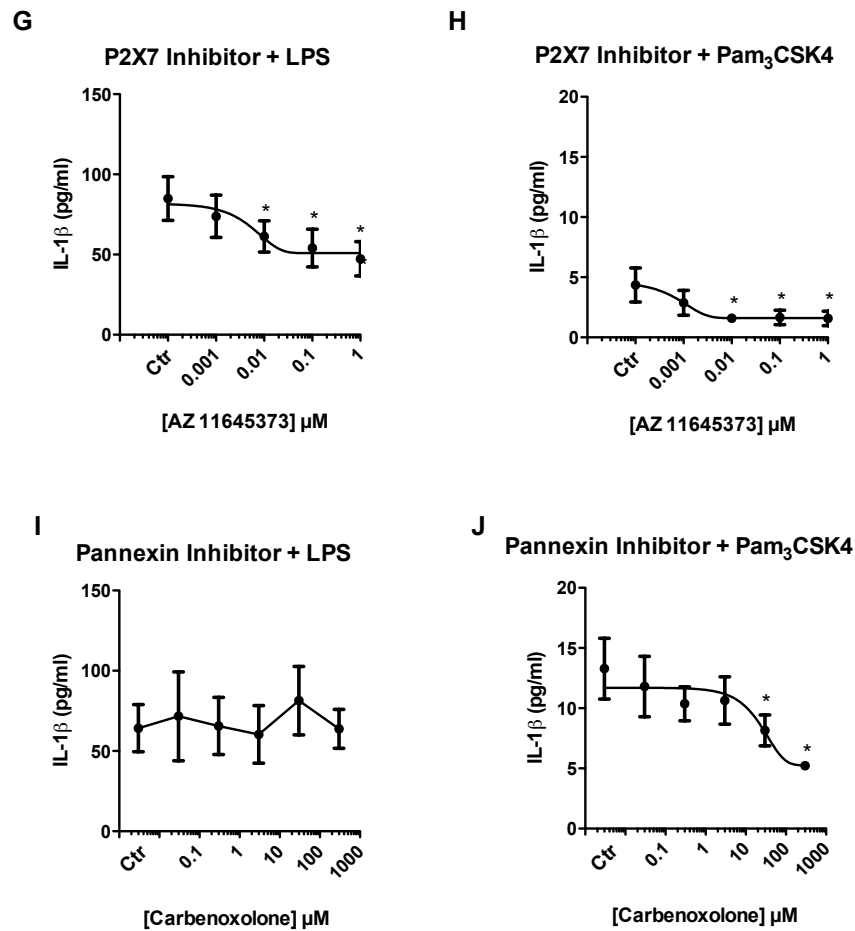 G
P2X7 Inhibitor + LPS
150
100
50
0
IL-1β (pg/ml)
* * *
Ctr 0.001 0.01 0.1 1
[AZ 11645373] µM
H
P2X7 Inhibitor + Pam3CSK4
20
15
10
5
0
IL-1β (pg/ml)
* * *
Ctr 0.001 0.01 0.1 1
[AZ 11645373] µM
I
Pannexin Inhibitor + LPS
150
100
50
0
IL-1β (pg/ml)
Ctr 0.1 1 10 100 1000
[Carbenoxolone] µM
J
Pannexin Inhibitor + Pam3CSK4
20
15
10
5
0
IL-1β (pg/ml)
* *
Ctr 0.1 1 10 100 1000
[Carbenoxolone] µM